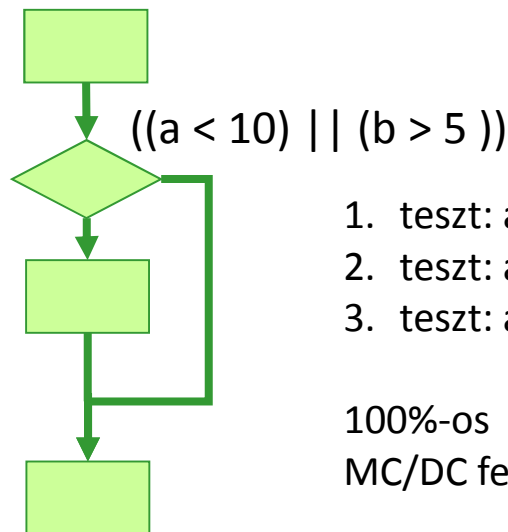 ((a < 10) || (b > 5 ))
1. teszt: a
2. teszt: a
3. teszt: a
100%-os
MC/DC fe